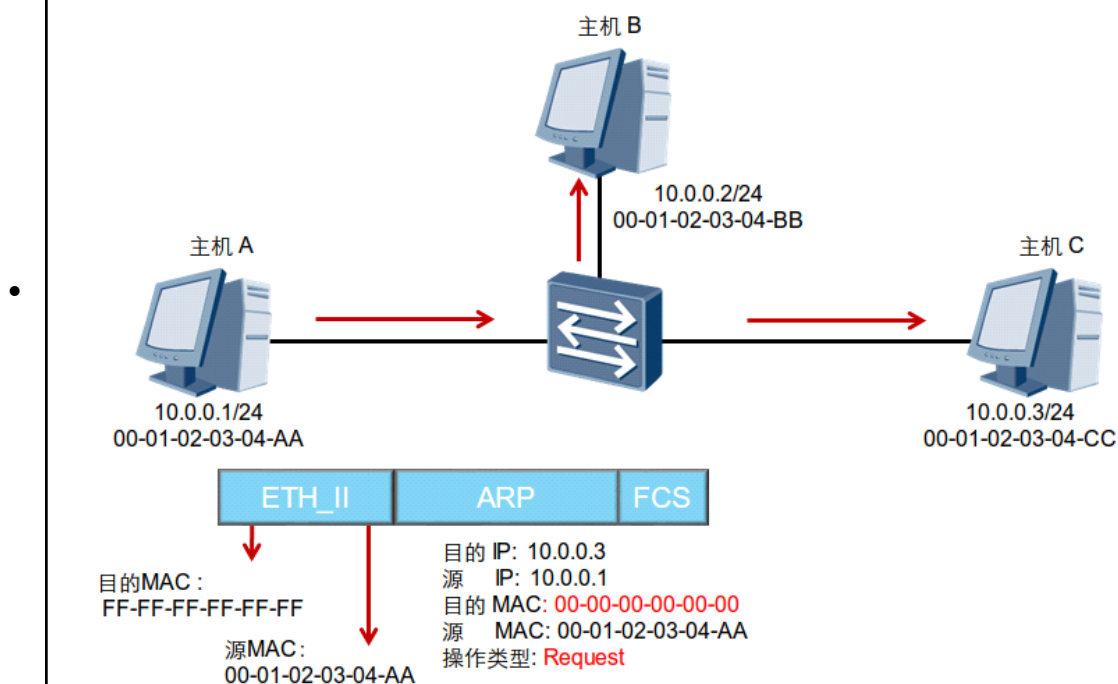 主机 B
10.0.0.2/24
00-01-02-03-04-BB
主机 A
主机 C
10.0.0.1/24
00-01-02-03-04-AA
10.0.0.3/24
00-01-02-03-04-CC
ETH_II
ARP
FCS
目的MAC :
FF-FF-FF-FF-FF-FF
源MAC:
00-01-02-03-04-AA
目的 IP: 10.0.0.3
源 IP: 10.0.0.1
目的 MAC: 00-00-00-00-00-00
源 MAC: 00-01-02-03-04-AA
操作类型: Request